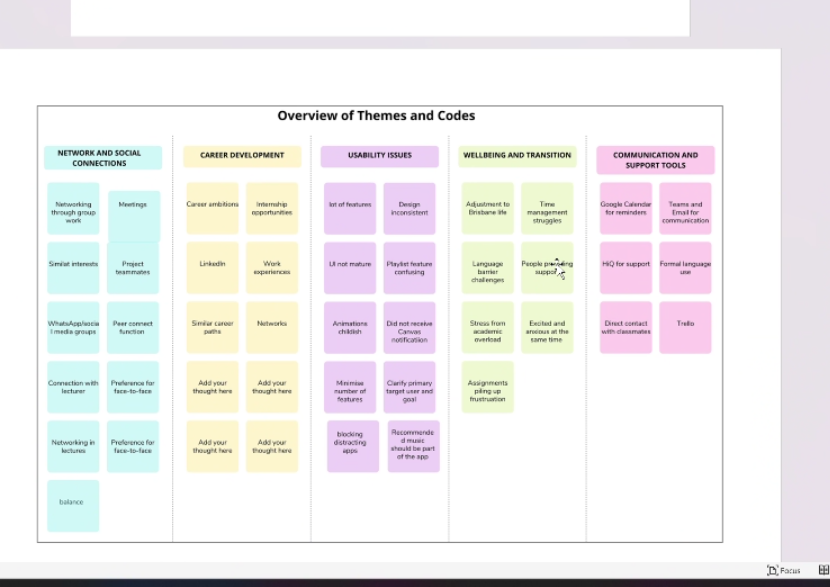 Overview of Themes and Codes
NETWORK AND SOCIAL
CONNECTIONS
Networking
through group
work
Meetings
Similat interests
Project
teammates
WhatsApp/socia
l media groups
Peer connect
function
Connection with
lecturer
Preference for
face-to-face
Networking in
lectures
Preference for
face-to-face
balance
CAREER DEVELOPMENT
Career ambitions
Internship
opportunities
LinkedIn
Work
experiences
Similar career
paths
Networks
Add your
thought here
Add your
thought here
Add your
thought here
Add your
thought here
USABILITY ISSUES
lot of features
Design
inconsistent
UI not mature
Playlist feature
confusing
Animations
childish
Did not receive
Canvas
notification
Minimise
number of
features
Clarify primary
target user and
goal
blocking
distracting
apps
Recommende
d music
should be part
of the app
WELLBEING AND TRANSITION
Adjustment to
Brisbane life
Time
management
struggles
Language
barrier
challenges
People providing
support
Stress from
academic
overload
Excited and
anxious at the
same time
Assignments
piling up
frustruation
COMMUNICATION AND
SUPPORT TOOLS
Google Calendar
for reminders
Teams and
Email for
communication
HiQ for support
Formal language
use
Direct contact
with classmates
Trello
Focus